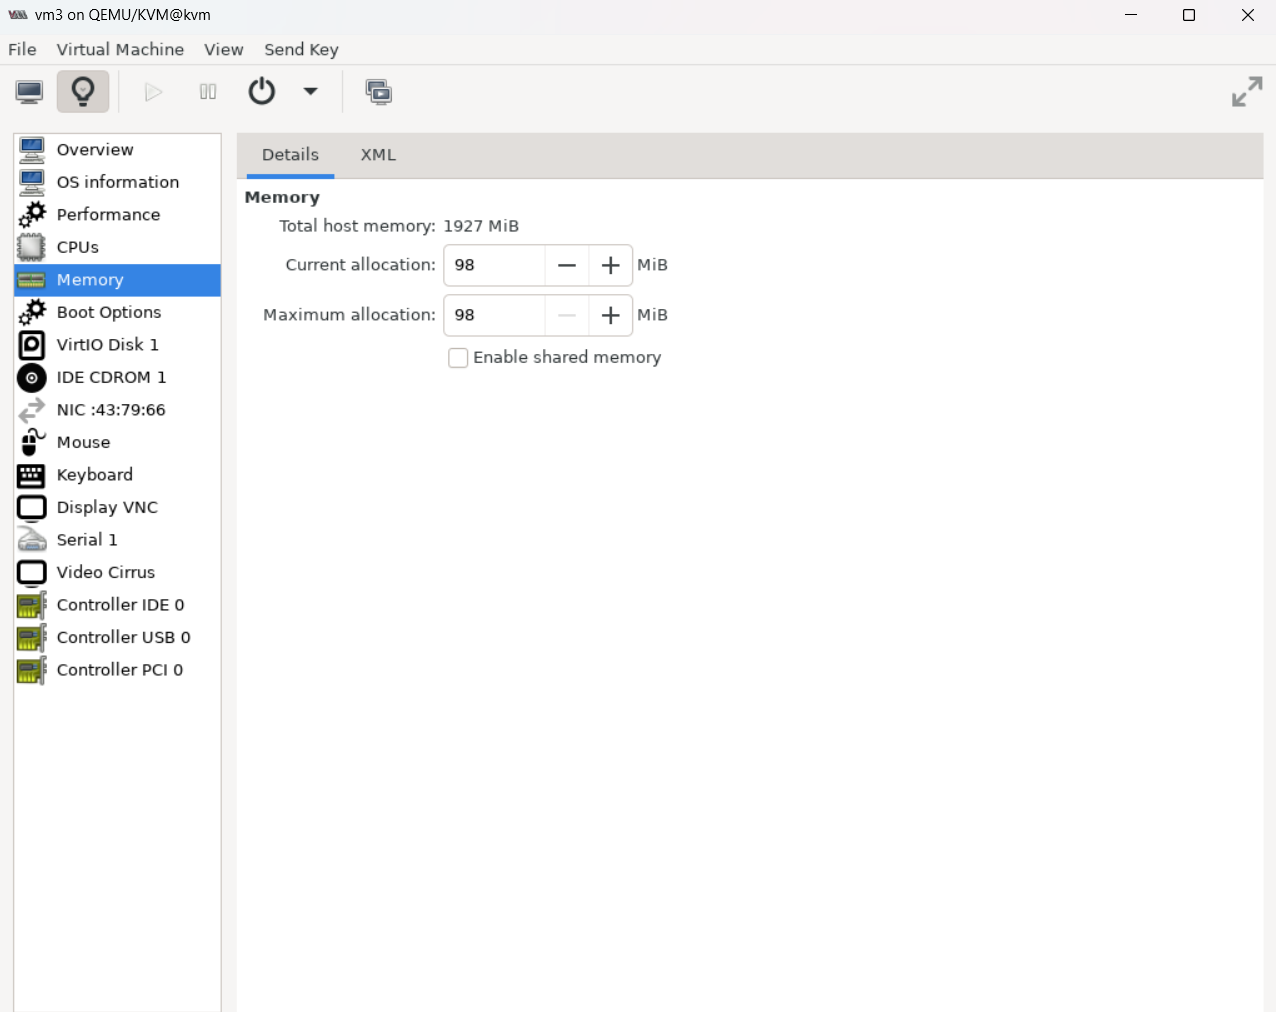 vm3 on QEMU/KVM@kvm
File Virtual Machine View Send Key
Overview
OS information
Performance
CPUs
Memory
Boot Options
VirtIO Disk 1
IDE CDROM 1
NIC :43:79:66
Mouse
Keyboard
Display VNC
Serial 1
Video Cirrus
Controller IDE 0
Controller USB 0
Controller PCI 0
Details XML
Memory
Total host memory: 1927 MiB
Current allocation: 98 MiB
Maximum allocation: 98 MiB
Enable shared memory